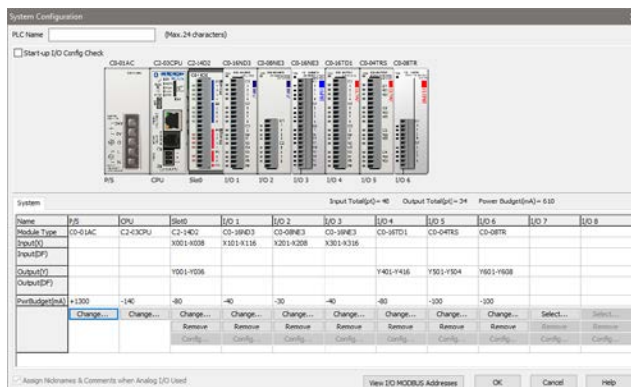 System Configuration
PLC Name (Max. 24 characters)
Start-up I/O Config Check
C0-01AC C2-03CPU C2-14D2 C0-16ND3 C0-08NE3 C0-16NE3 C0-16TD1 C0-04TRS C0-08TR
P/S CPU Slot0 I/O 1 I/O 2 I/O 3 I/O 4 I/O 5 I/O 6
System Input Total(pt)= 48 Output Total(pt)= 34 Power Budget(mA)= 610
Name P/S CPU Slot0 I/O 1 I/O 2 I/O 3 I/O 4 I/O 5 I/O 6 I/O 7 I/O 8
Module Type C0-01AC C2-03CPU C2-14D2 C0-16ND3 C0-08NE3 C0-16NE3 C0-16TD1 C0-04TRS C0-08TR
Input(X) X001-X008 X101-X116 X201-X208 X301-X316
Input(DF)
Output(Y) Y001-Y006 Y401-Y416 Y501-Y504 Y601-Y608
Output(DF)
PwrBudget(mA) +1300 -140 -80 -40 -30 -40 -80 -100 -100
Change... Change... Change... Change... Change... Change... Change... Change... Change... Select... Select...
Remove Remove Remove Remove Remove Remove Remove Remove Remove
Config... Config... Config... Config... Config... Config... Config... Config... Config...
Assign Nicknames & Comments when Analog I/O Used
View I/O MODBUS Addresses OK Cancel Help